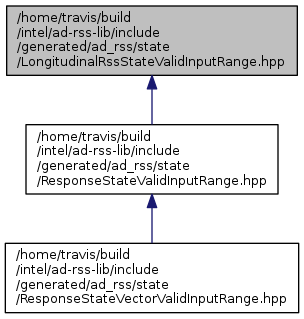 /home/travis/build
/intel/ad-rss-lib/include
/generated/ad_rss/state
/LongitudinalRssStateValidInputRange.hpp
/home/travis/build
/intel/ad-rss-lib/include
/generated/ad_rss/state
/ResponseStateValidInputRange.hpp
/home/travis/build
/intel/ad-rss-lib/include
/generated/ad_rss/state
/ResponseStateVectorValidInputRange.hpp